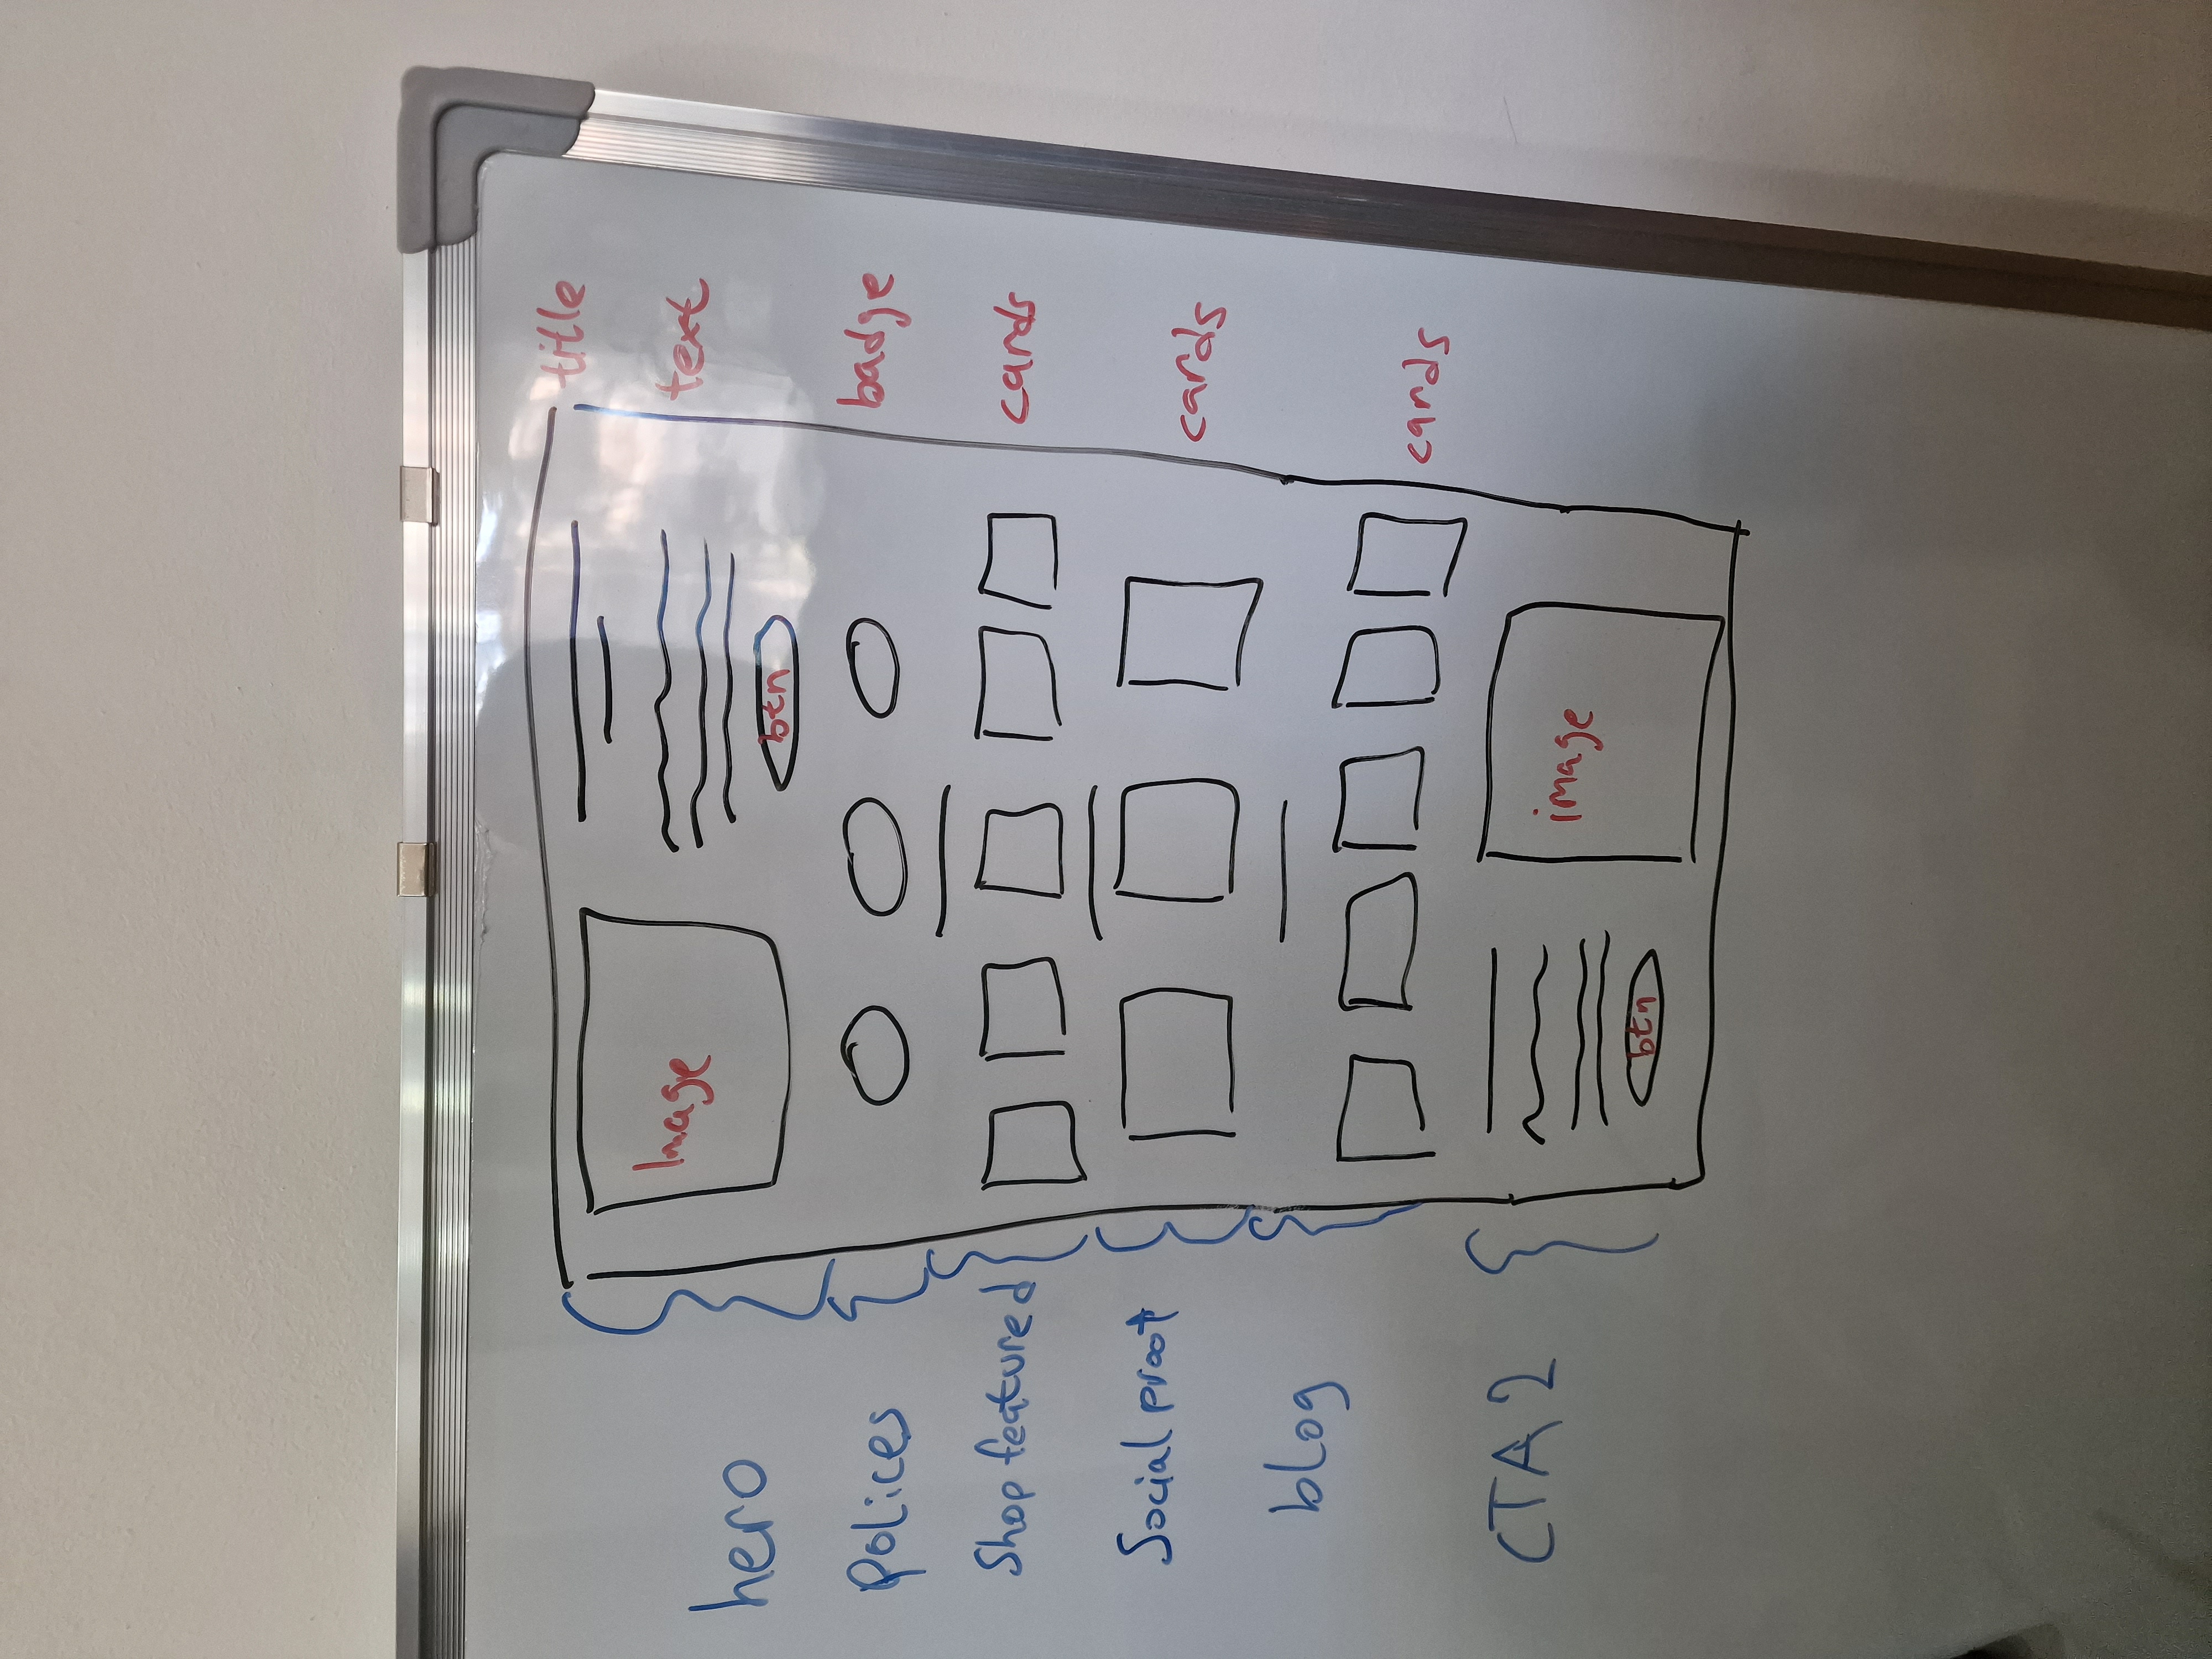 title
Image
text
hero
btn
polices
badge
Shop featured
cards
Social proof
cards
blog
cards
CTA 2
image
btn